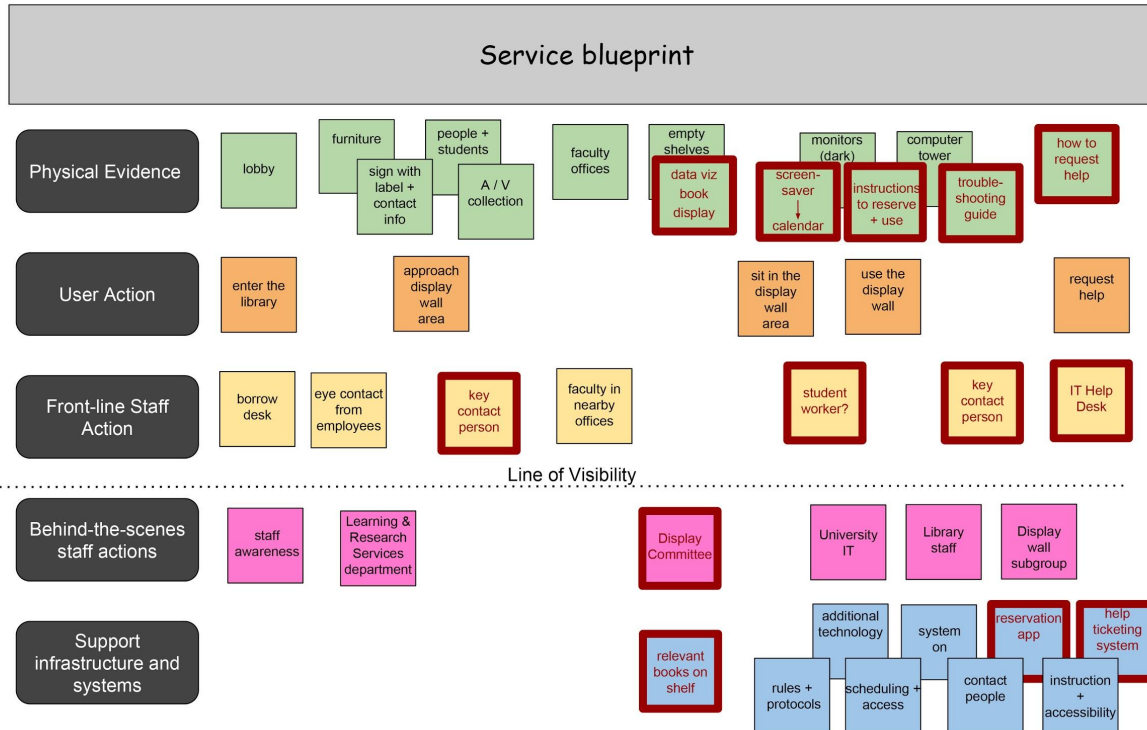 Service blueprint
Physical Evidence
lobby
furniture
sign with
label +
contact
info
people +
students
A / V
collection
faculty
offices
empty
shelves
data viz
book
display
monitors
(dark)
screen-
saver
calendar
instructions
to reserve
+ use
computer
tower
trouble-
shooting
guide
how to
request
help
User Action
enter the
library
approach
display
wall
area
sit in the
display
wall
area
use the
display
wall
request
help
Front-line Staff
Action
borrow
desk
eye contact
from
employees
key
contact
person
faculty in
nearby
offices
student
worker?
key
contact
person
IT Help
Desk
Line of Visibility
Behind-the-scenes
staff actions
staff
awareness
Learning &
Research
Services
department
Display
Committee
University
IT
Library
staff
Display
wall
subgroup
Support
infrastructure and
systems
relevant
books on
shelf
additional
technology
system
on
reservation
app
help
ticketing
system
rules +
protocols
scheduling +
access
contact
people
instruction
+
accessibility